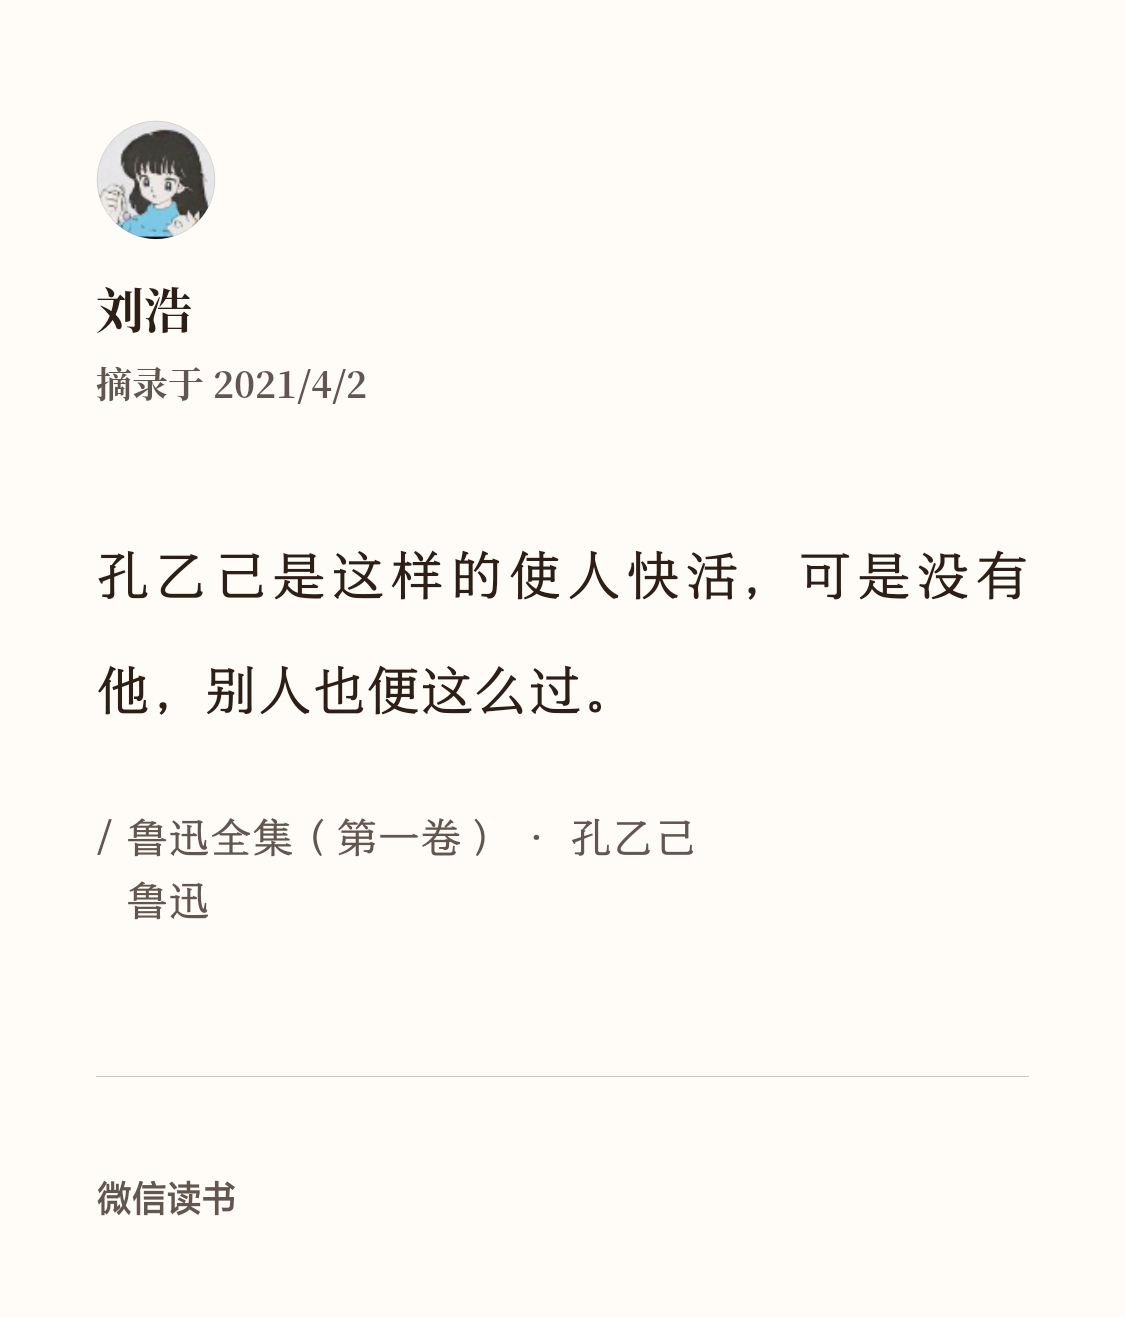 刘浩
摘录于 2021/4/2
孔乙己是这样的使人快活，可是没有
他，别人也便这么过。
/ 鲁迅全集（第一卷） · 孔乙己
鲁迅
微信读书